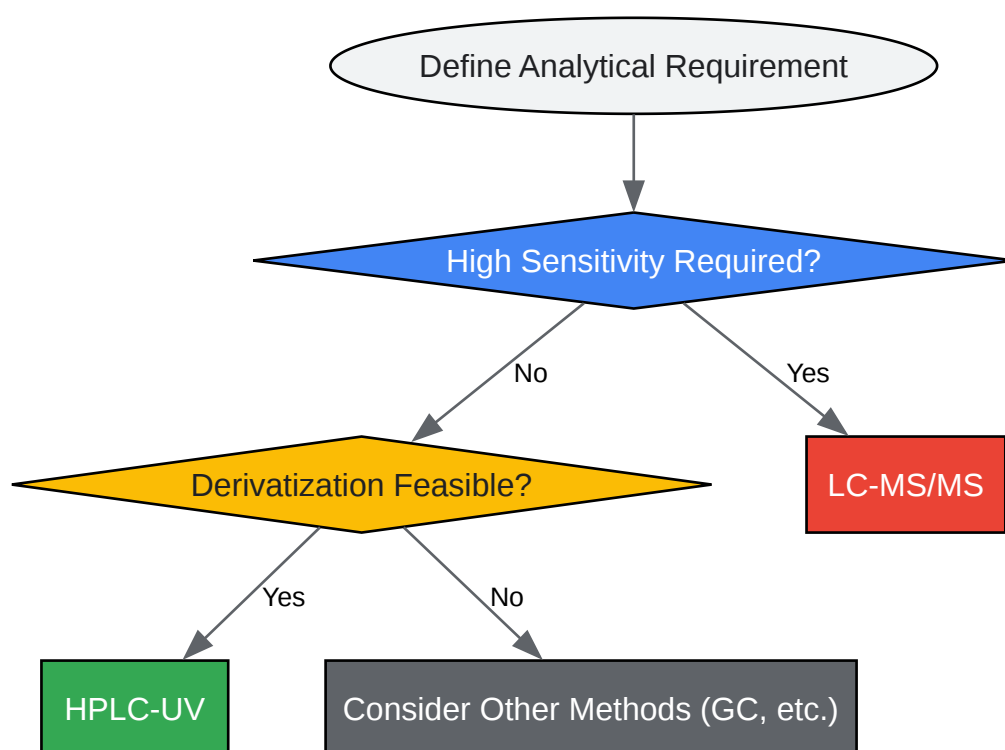 Define Analytical Requirement
High Sensitivity Required?
No
Yes
Derivatization Feasible?
LC-MS/MS
Yes
No
HPLC-UV
Consider Other Methods (GC, etc.)